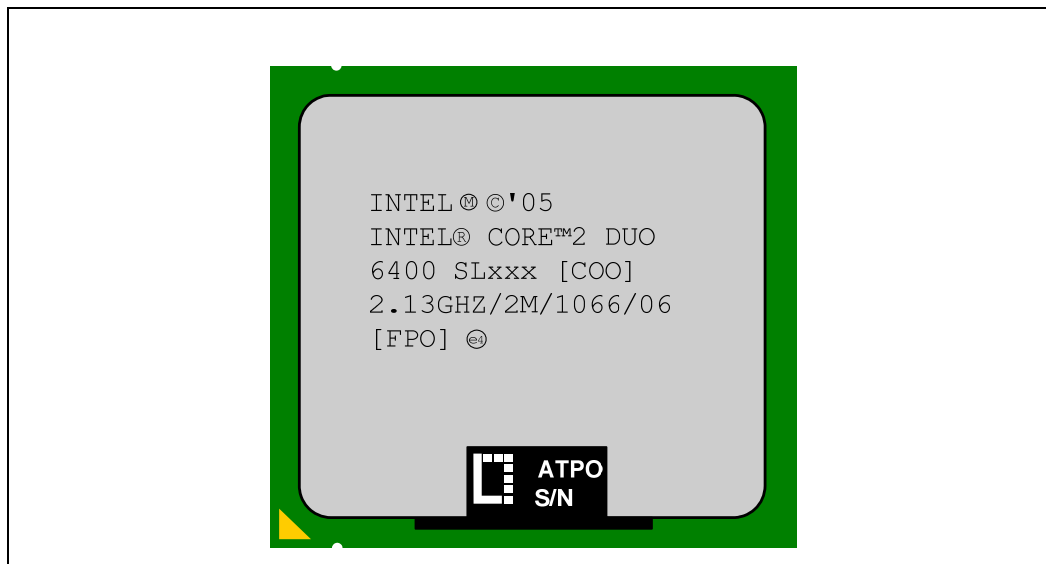 INTEL Ⓜ ©'05
INTEL® CORE™2 DUO
6400 SLxxx [COO]
2.13GHZ/2M/1066/06
[FPO] (e4)
ATPO
S/N